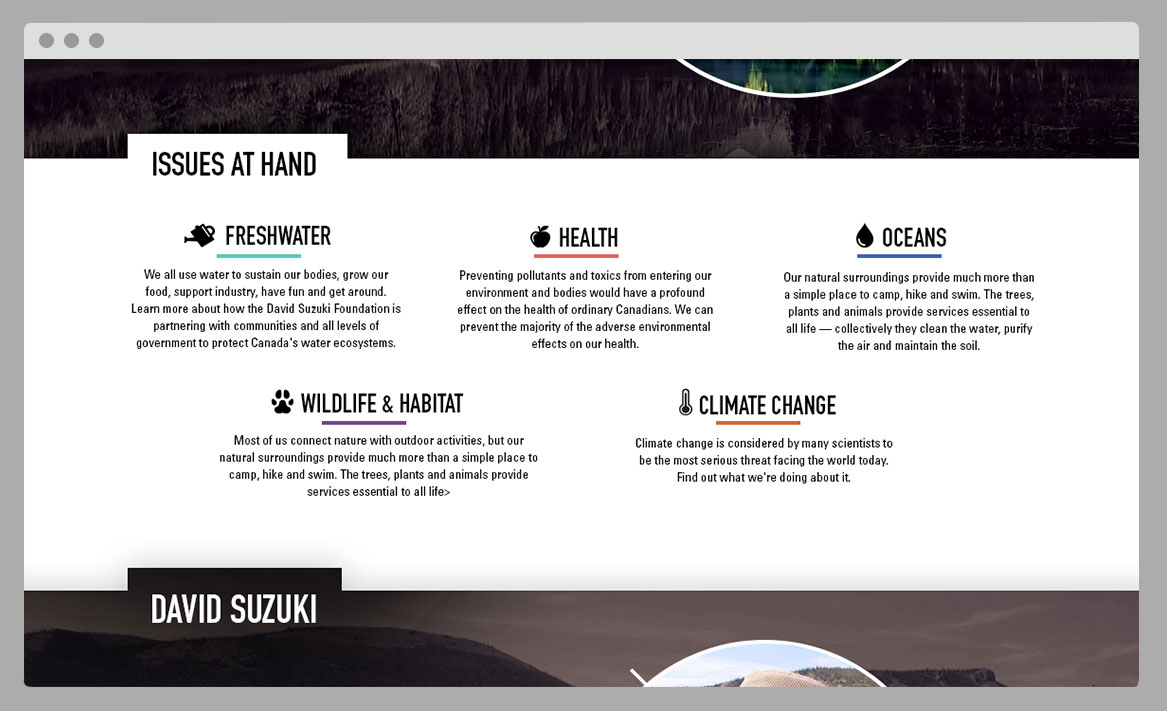 ISSUES AT HAND
FRESHWATER
We all use water to sustain our bodies, grow our
food, support industry, have fun and get around.
Learn more about how the David Suzuki Foundation is
partnering with communities and all levels of
government to protect Canada's water ecosystems.
HEALTH
Preventing pollutants and toxics from entering our
environment and bodies would have a profound
effect on the health of ordinary Canadians. We can
prevent the majority of the adverse environmental
effects on our health.
OCEANS
Our natural surroundings provide much more than
a simple place to camp, hike and swim. The trees,
plants and animals provide services essential to
all life — collectively they clean the water, purify
the air and maintain the soil.
WILDLIFE & HABITAT
Most of us connect nature with outdoor activities, but our
natural surroundings provide much more than a simple place to
camp, hike and swim. The trees, plants and animals provide
services essential to all life>
CLIMATE CHANGE
Climate change is considered by many scientists to
be the most serious threat facing the world today.
Find out what we're doing about it.
DAVID SUZUKI